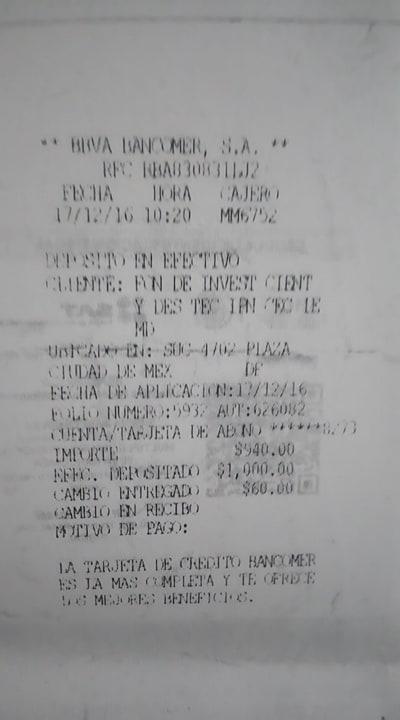 ** BBVA BANCOMER, S.A. **
RFC BBA830831LJ2
FECHA HORA CAJERO
17/12/16 10:20 MM6752
DEPOSITO EN EFECTIVO
CLIENTE: FON DE INVEST CIENT
Y DES TEC IPN CEC IE
MD
UBICADO EN: SUC 4702 PLAZA
CIUDAD DE MEX DF
FECHA DE APLICACION:17/12/16
FOLIO NUMERO:5932 AUT:626082
CUENTA/TARJETA DE ABONO ******8273
IMPORTE $940.00
EFEC. DEPOSITADO $1,000.00
CAMBIO ENTREGADO $60.00
CAMBIO EN RECIBO
MOTIVO DE PAGO:
LA TARJETA DE CREDITO BANCOMER
ES LA MAS COMPLETA Y TE OFRECE
LOS MEJORES BENEFICIOS.